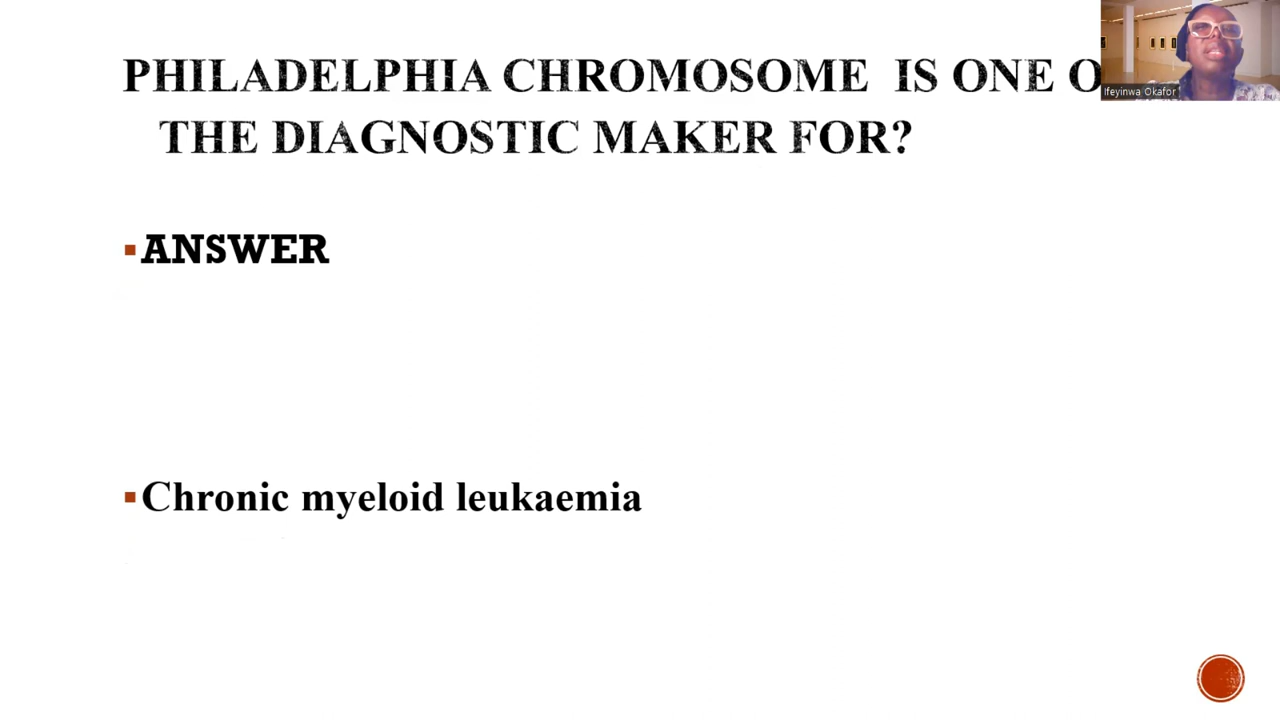 PHILADELPHIA CHROMOSOME IS ONE
THE DIAGNOSTIC MAKER FOR?
ANSWER
Chronic myeloid leukaemia
Ifeyinwa Okafor